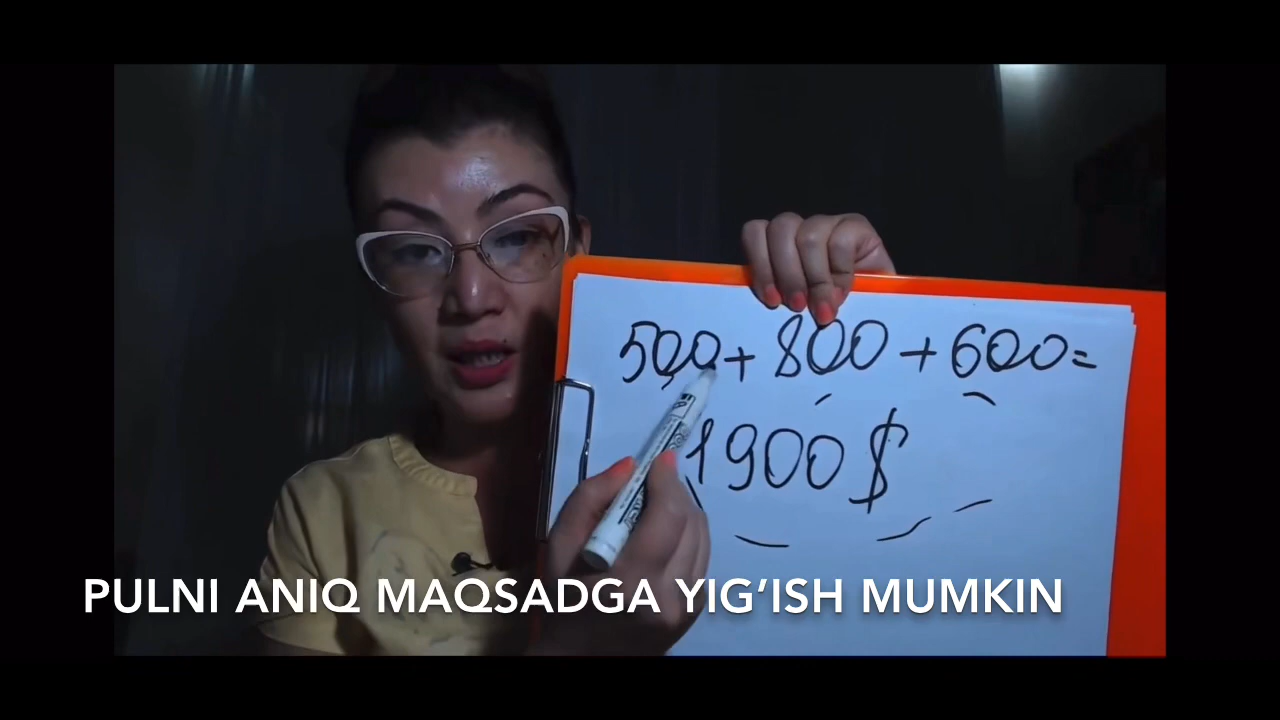 500+ 800 + 600=
1900 $
PULNI ANIQ MAQSADGA YIG’ISH MUMKIN